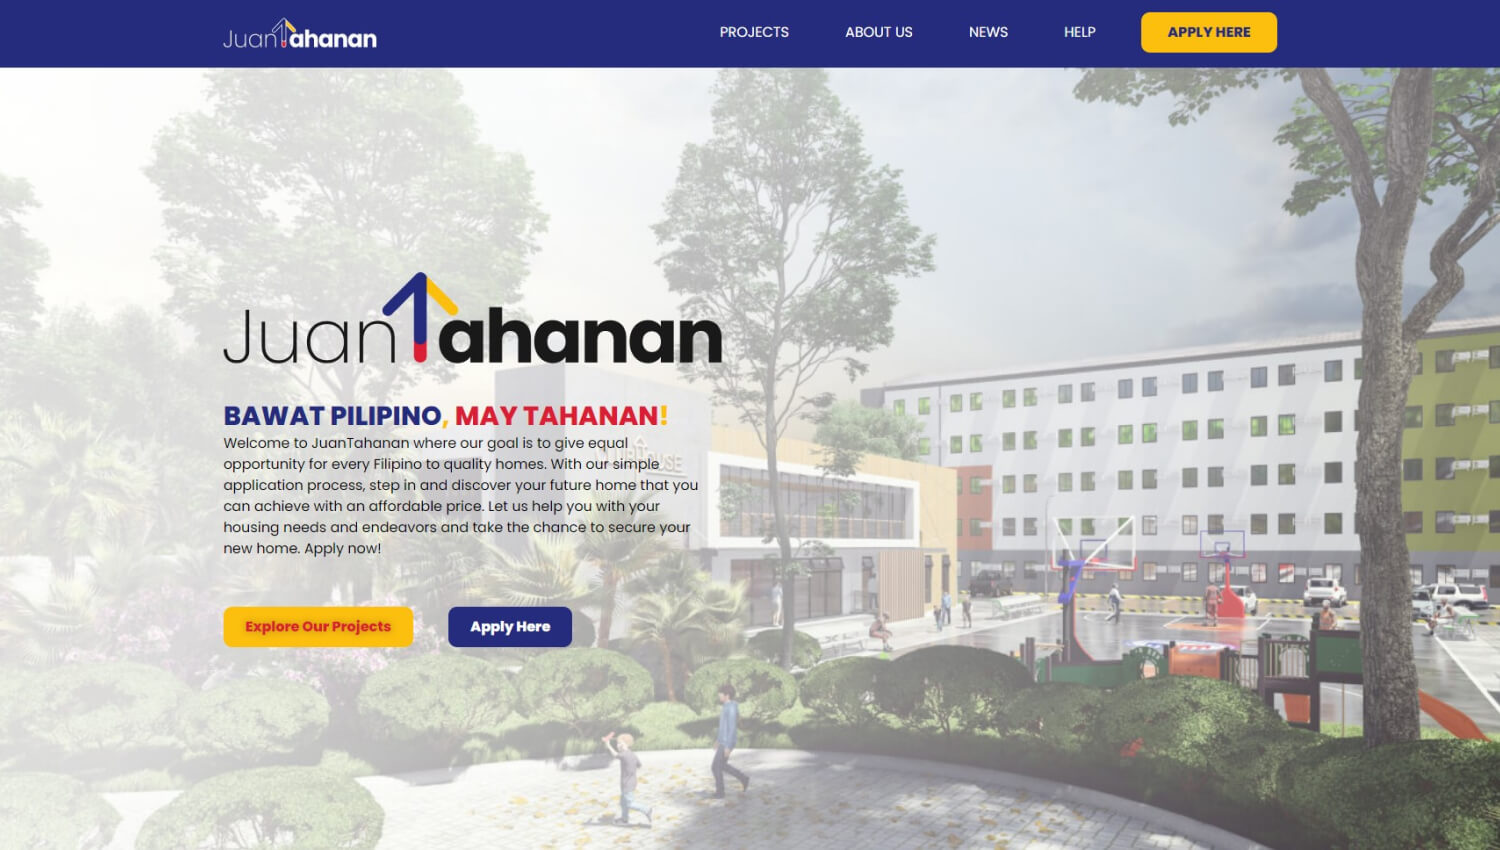 JuanTahanan
PROJECTS
ABOUT US
NEWS
HELP
APPLY HERE
JuanTahanan
BAWAT PILIPINO, MAY TAHANAN!
Welcome to JuanTahanan where our goal is to give equal
opportunity for every Filipino to quality homes. With our simple
application process, step in and discover your future home that you
can achieve with an affordable price. Let us help you with your
housing needs and endeavors and take the chance to secure your
new home. Apply now!
Explore Our Projects
Apply Here